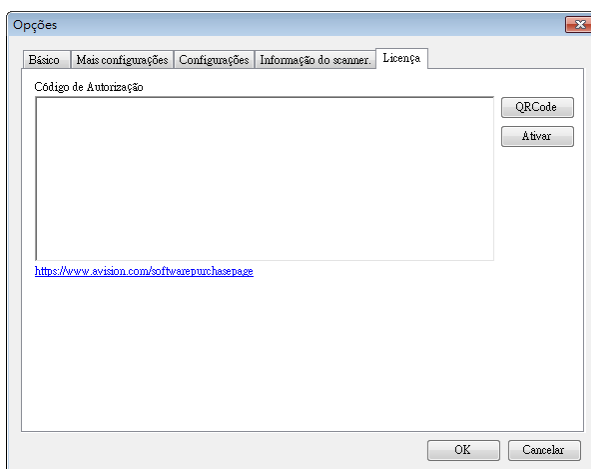 Opções
Básico Mais configurações Configurações Informação do scanner. Licença
Código de Autorização
QRCode
Ativar
https://www.avision.com/softwarepurchasepage
OK Cancelar